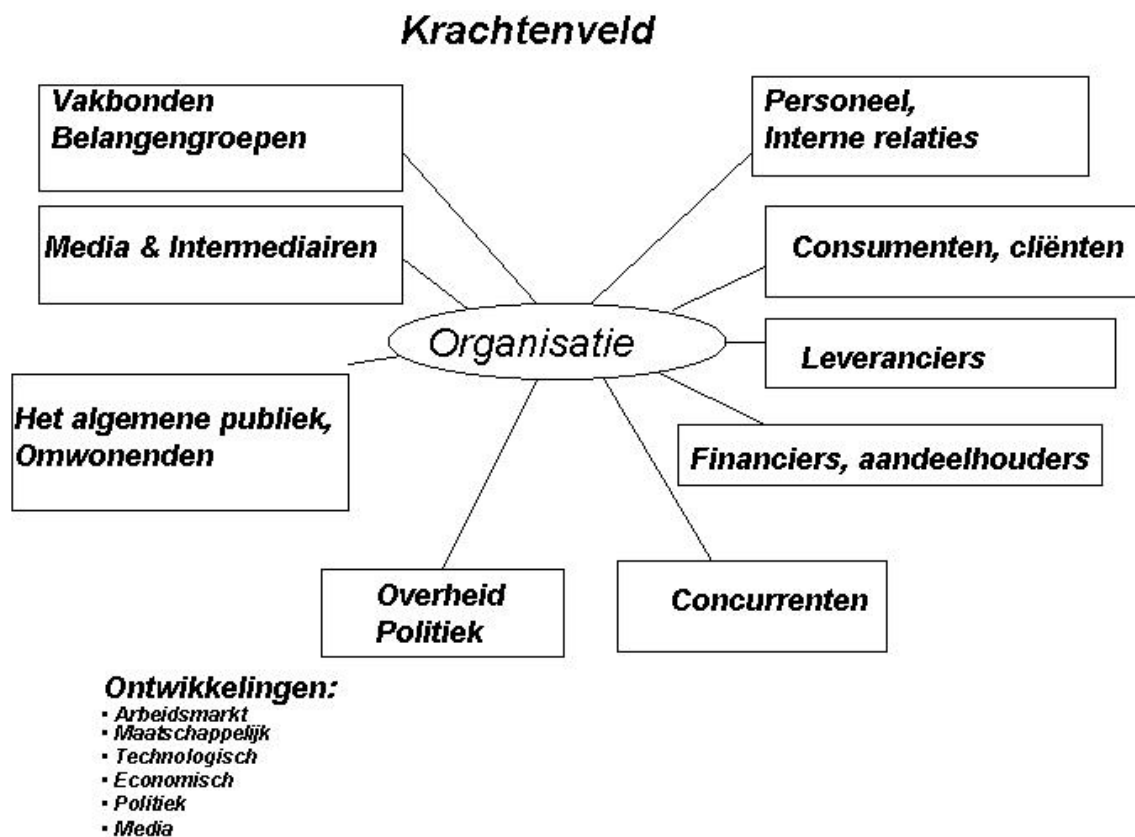 Krachtenveld
Vakbonden
Belangengroepen
Personeel,
Interne relaties
Media & Intermediairen
Consumenten, cliënten
Organisatie
Leveranciers
Het algemene publiek,
Omwonenden
Financiers, aandeelhouders
Overheid
Politiek
Concurrenten
Ontwikkelingen:
• Arbeidsmarkt
• Maatschappelijk
• Technologisch
• Economisch
• Politiek
• Media